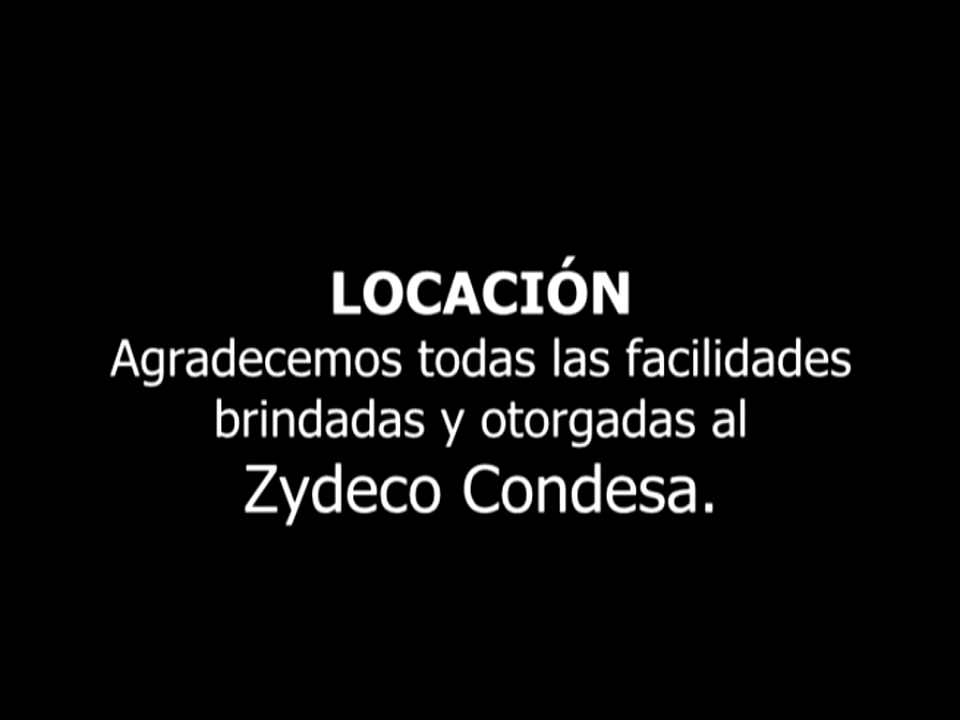 LOCACIÓN
Agradecemos todas las facilidades
brindadas y otorgadas al
Zydeco Condesa.